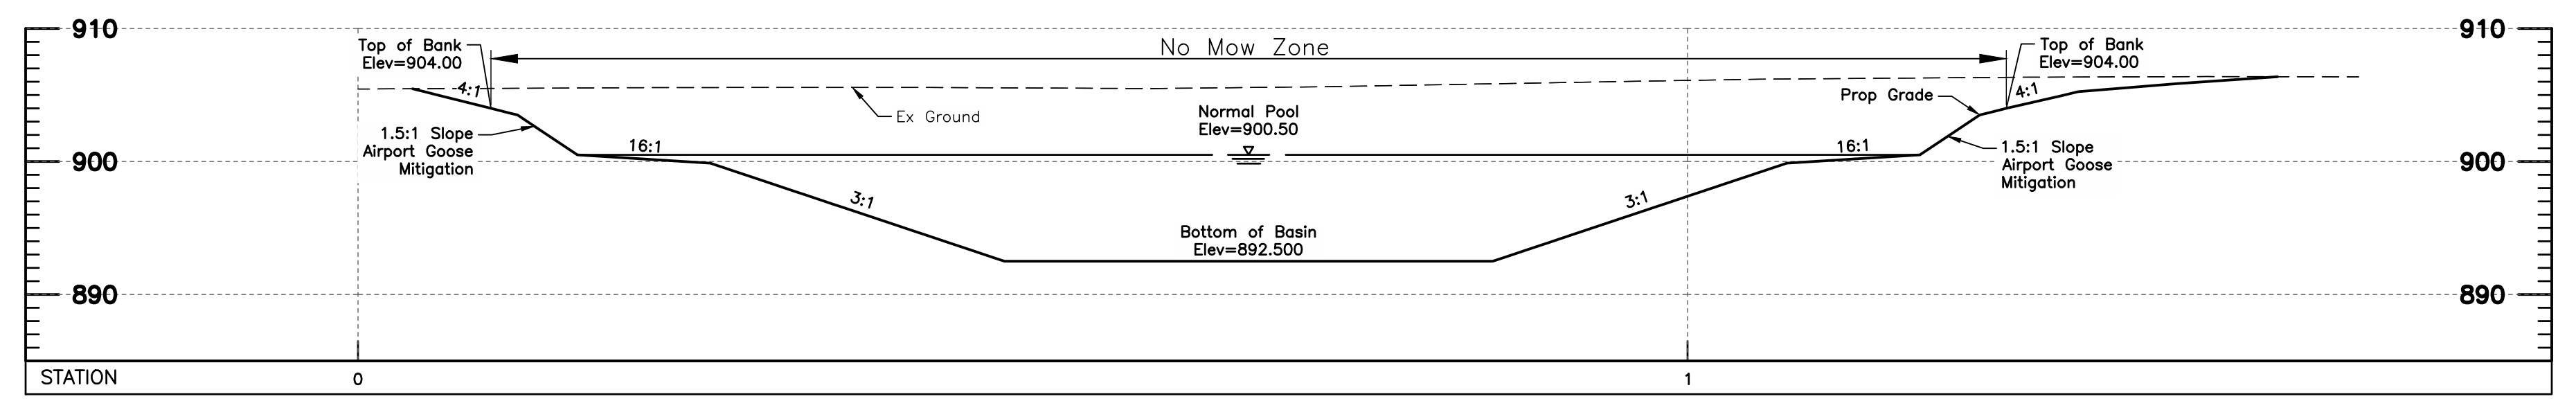 910
Top of Bank
Elev=904.00
No Mow Zone
Top of Bank
Elev=904.00
910
4:1
Ex Ground
Normal Pool
Elev=900.50
Prop Grade
4:1
1.5:1 Slope
Airport Goose
Mitigation
16:1
16:1
1.5:1 Slope
Airport Goose
Mitigation
900
900
3:1
3:1
Bottom of Basin
Elev=892.500
890
890
STATION
0
1